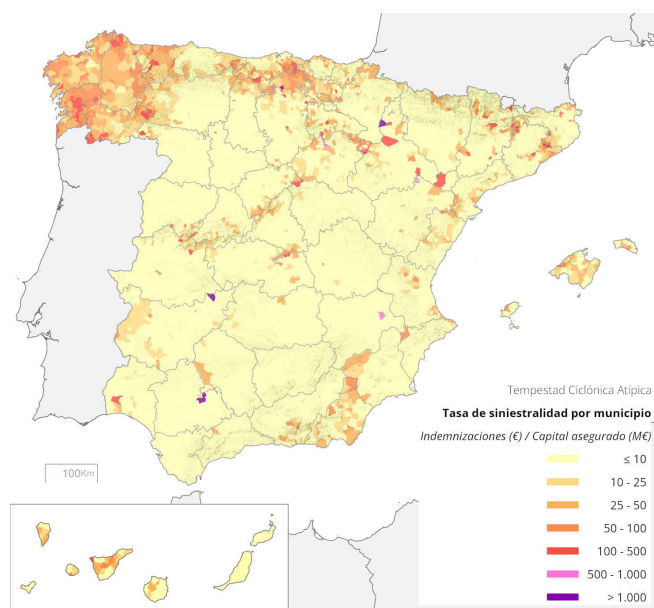 Tempestad Ciclónica Atípica
Tasa de siniestralidad por municipio
Indemnizaciones (€) / Capital asegurado (M€)
≤ 10
10 - 25
25 - 50
50 - 100
100 - 500
500 - 1.000
> 1.000
100Km